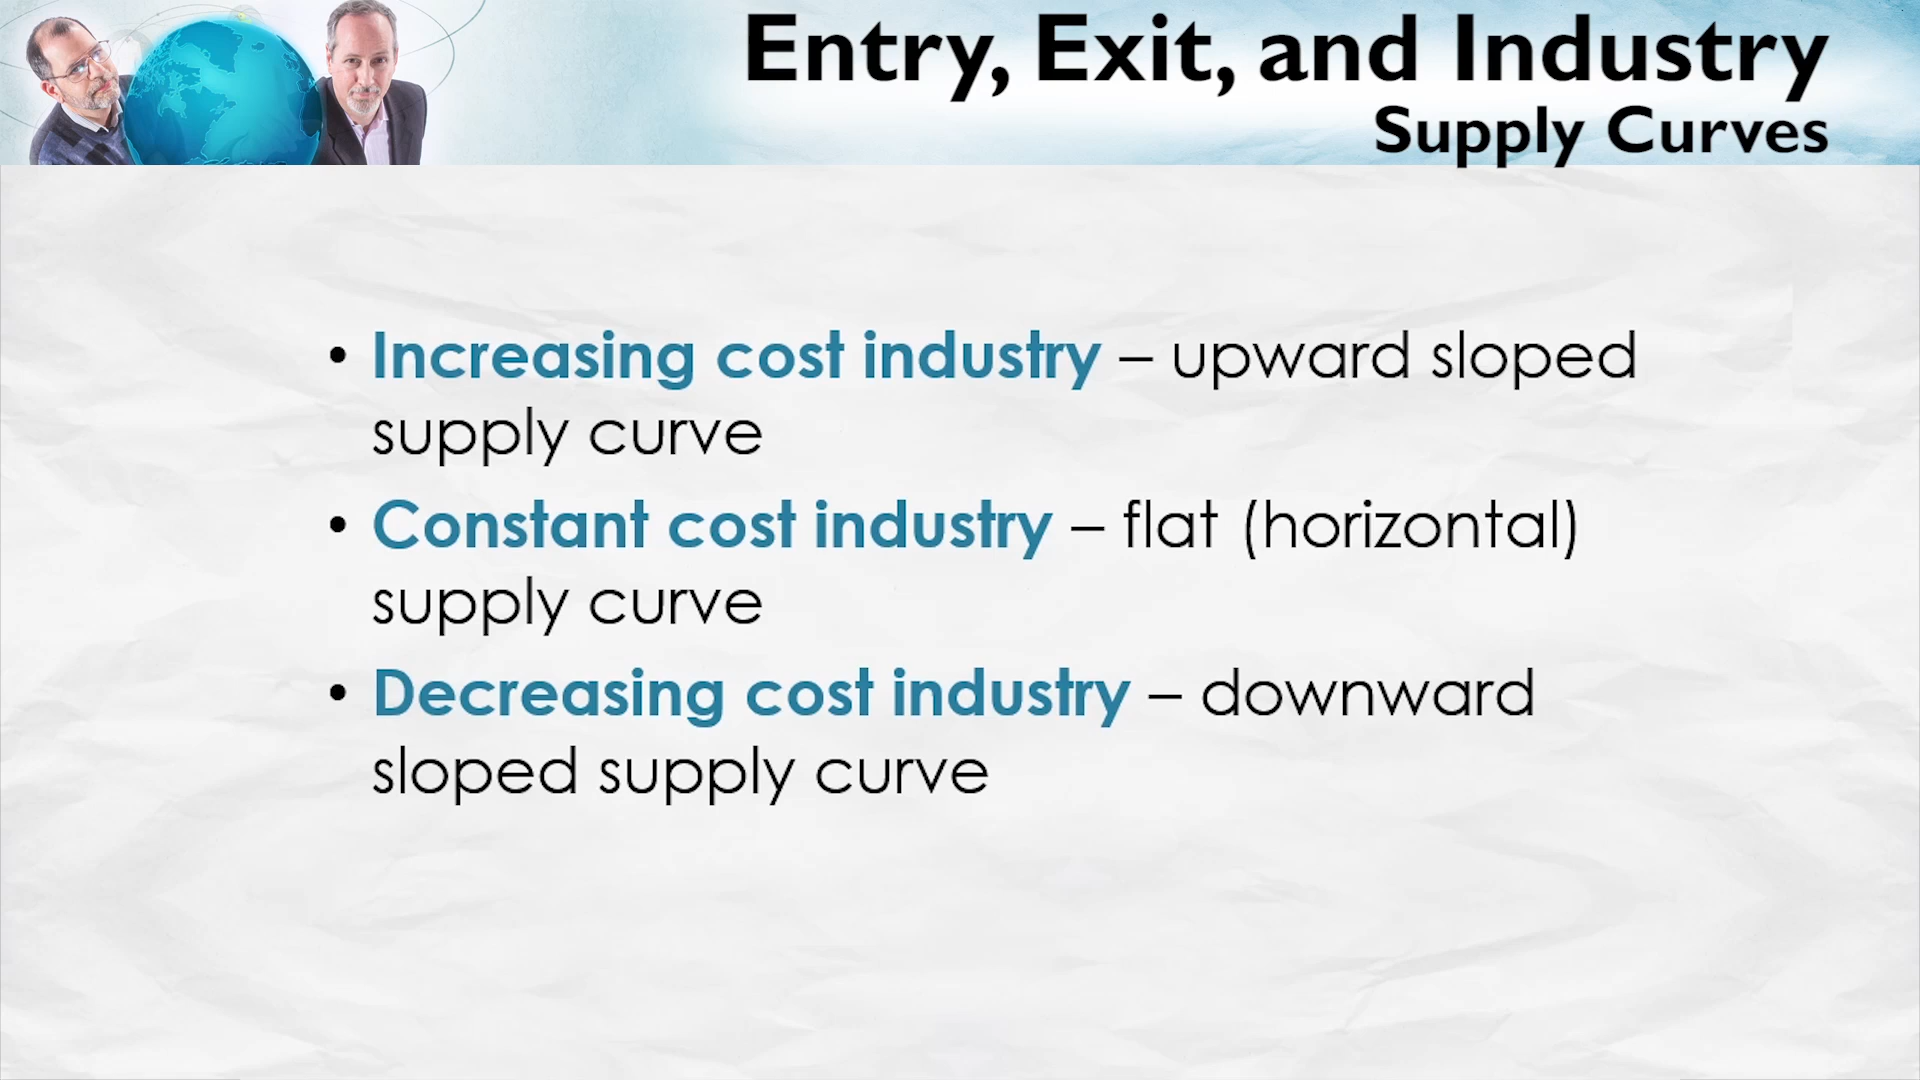 Entry, Exit, and Industry
Supply Curves
• Increasing cost industry – upward sloped
supply curve
• Constant cost industry – flat (horizontal)
supply curve
• Decreasing cost industry – downward
sloped supply curve